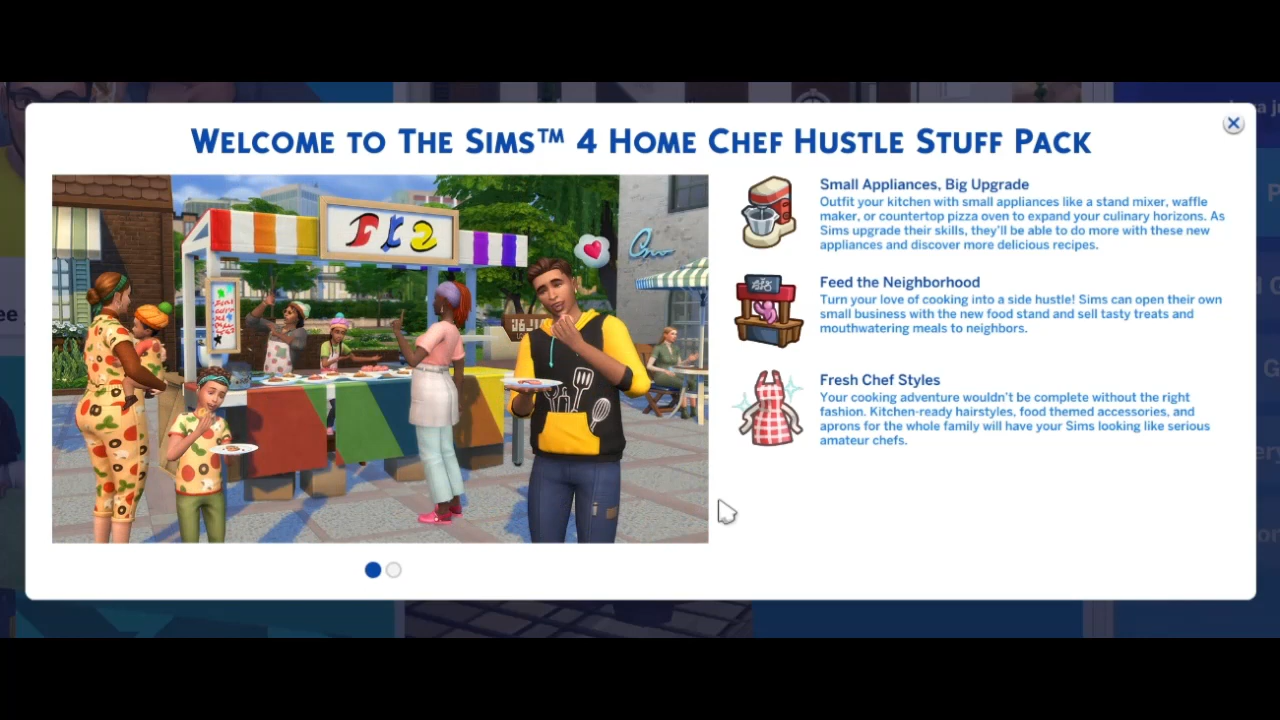 WELCOME TO THE SIMS™ 4 HOME CHEF HUSTLE STUFF PACK
Small Appliances, Big Upgrade
Outfit your kitchen with small appliances like a stand mixer, waffle
maker, or countertop pizza oven to expand your culinary horizons. As
Sims upgrade their skills, they'll be able to do more with these new
appliances and discover more delicious recipes.
Feed the Neighborhood
Turn your love of cooking into a side hustle! Sims can open their own
small business with the new food stand and sell tasty treats and
mouthwatering meals to neighbors.
Fresh Chef Styles
Your cooking adventure wouldn't be complete without the right
fashion. Kitchen-ready hairstyles, food themed accessories, and
aprons for the whole family will have your Sims looking like serious
amateur chefs.